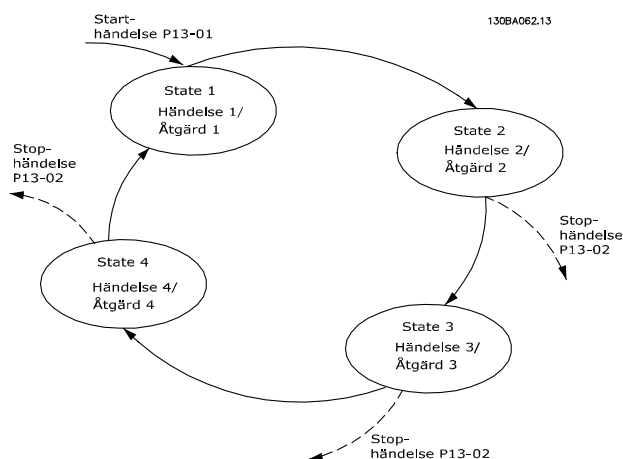 Start-
händelse P13-01
130BA062.13
State 1
Händelse 1/
Åtgärd 1
State 2
Händelse 2/
Åtgärd 2
Stop-
händelse
P13-02
Stop-
händelse
P13-02
State 4
Händelse 4/
Åtgärd 4
State 3
Händelse 3/
Åtgärd 3
Stop-
händelse P13-02